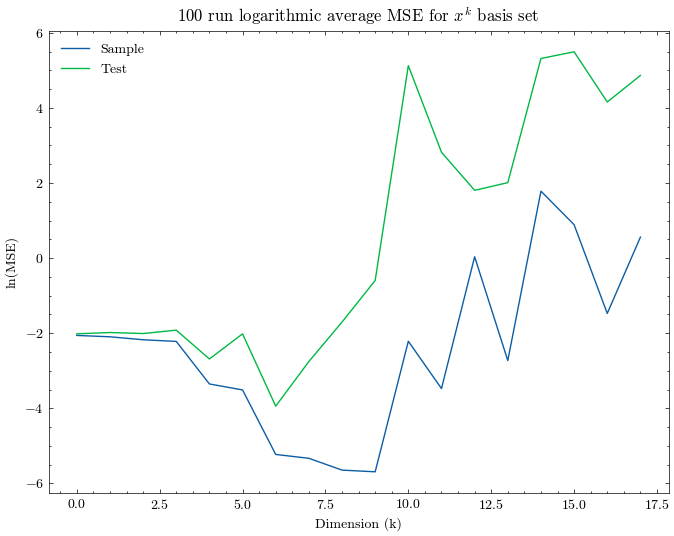 100 run logarithmic average MSE for x^k basis set
Sample
Test
6
4
2
0
−2
−4
−6
ln(MSE)
0.0 2.5 5.0 7.5 10.0 12.5 15.0 17.5
Dimension (k)